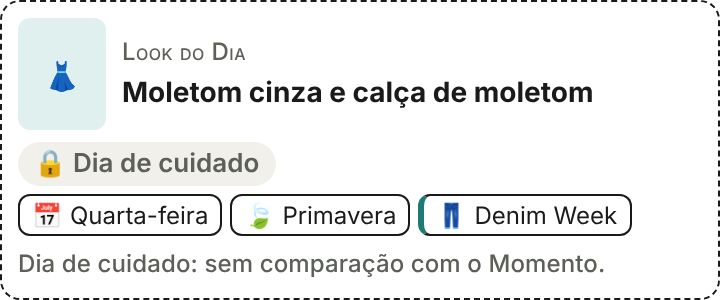 Look do Dia
Moletom cinza e calça de moletom
🔒 Dia de cuidado
📅 Quarta-feira 🍃 Primavera 👖 Denim Week
Dia de cuidado: sem comparação com o Momento.